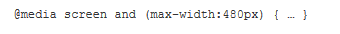 @media screen and (max-width:480px) { … }